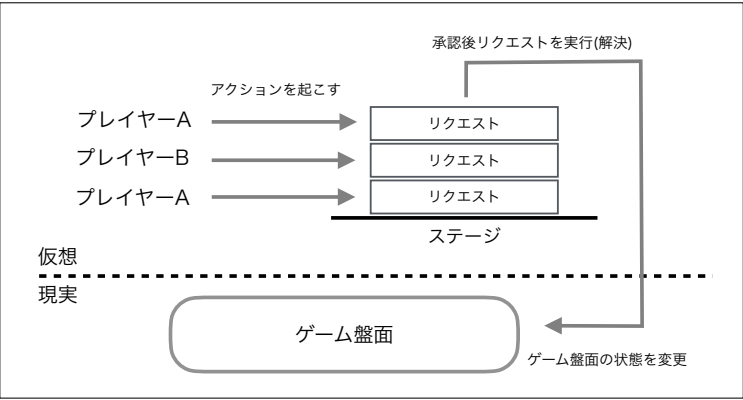 承認後リクエストを実行(解決)
アクションを起こす
プレイヤーA
リクエスト
プレイヤーB
リクエスト
プレイヤーA
リクエスト
ステージ
仮想
現実
ゲーム盤面
ゲーム盤面の状態を変更